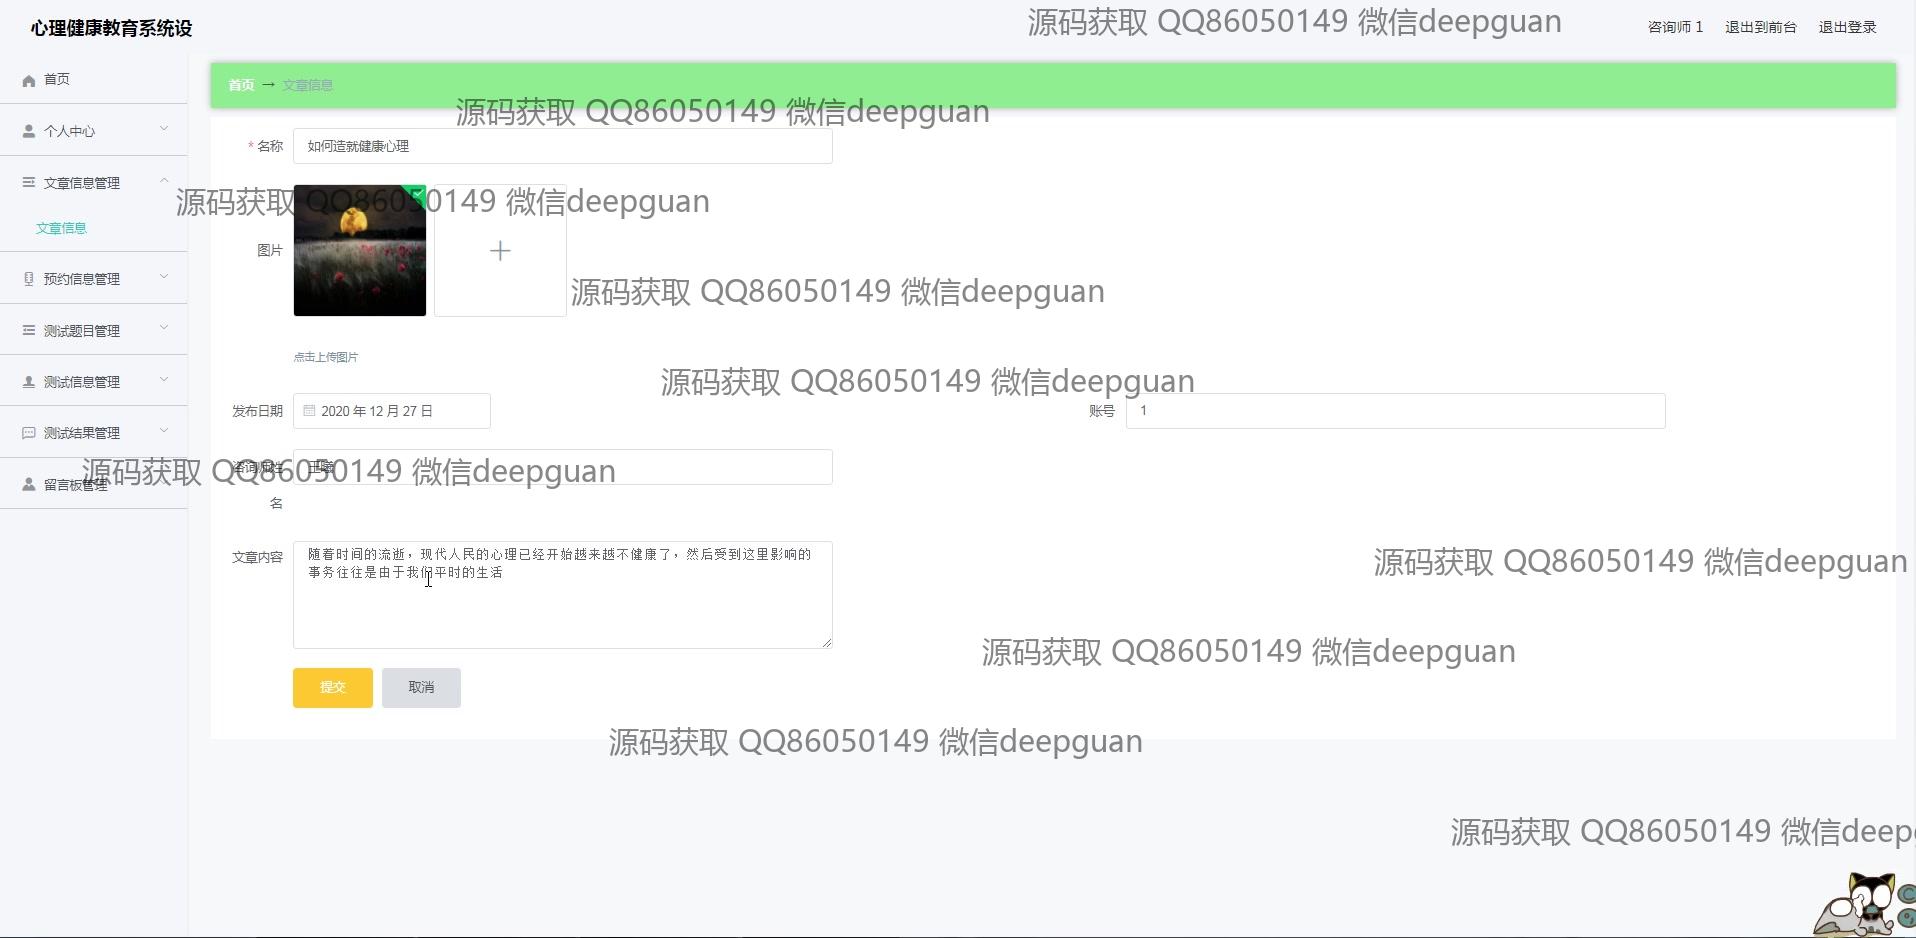 心理健康教育系统设
源码获取 QQ86050149 微信deepguan
咨询师 1
退出到前台
退出登录
首页
个人中心
文章信息管理
文章信息
预约信息管理
测试题目管理
测试信息管理
测试结果管理
留言板管理
首页 → 文章信息
源码获取 QQ86050149 微信deepguan
* 名称
如何造就健康心理
源码获取 QQ86050149 微信deepguan
图片
源码获取 QQ86050149 微信deepguan
点击上传图片
源码获取 QQ86050149 微信deepguan
发布日期
2020 年 12 月 27 日
账号
1
咨询师姓
名
源码获取 QQ86050149 微信deepguan
文章内容
随着时间的流逝，现代人民的心理已经开始越来越不健康了，然后受到这里影响的
事务往往是由于我们平时的生活
源码获取 QQ86050149 微信deepguan
源码获取 QQ86050149 微信deepguan
提交
取消
源码获取 QQ86050149 微信deepguan
源码获取 QQ86050149 微信deep